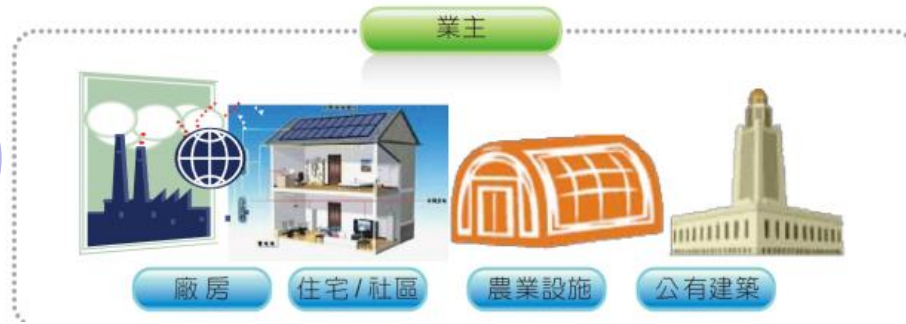 業主
廠房
住宅/社區
農業設施
公有建築